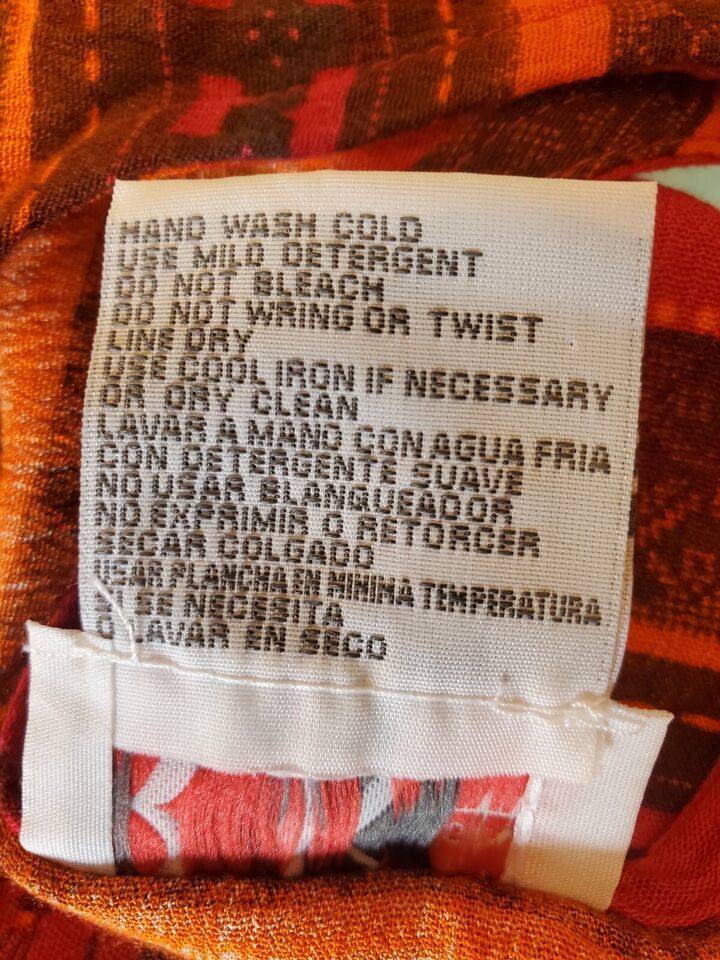 HAND WASH COLD
USE MILD DETERGENT
DO NOT BLEACH
DO NOT WRING OR TWIST
LINE DRY
USE COOL IRON IF NECESSARY
OR DRY CLEAN
LAVAR A MANO CON AGUA FRIA
CON DETERGENTE SUAVE
NO USAR BLANQUEADOR
NO EXPRIMIR O RETORCER
SECAR COLGADO
USAR PLANCHA EN MINIMA TEMPERATURA
SI SE NECESITA
O LAVAR EN SECO